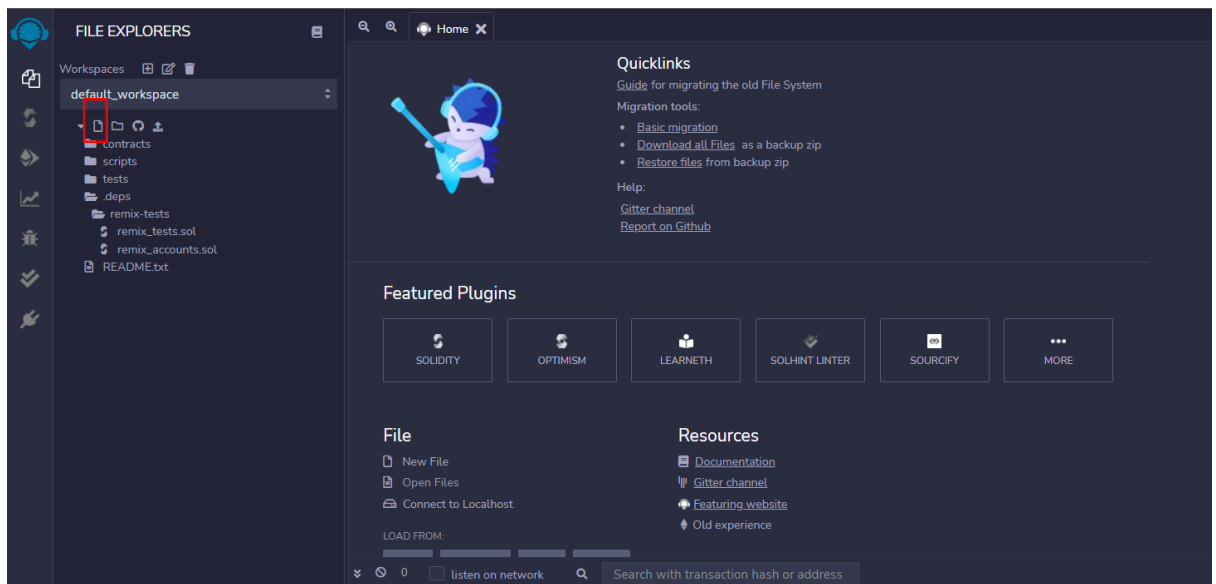 FILE EXPLORERS
Workspaces
default_workspace
contracts
scripts
tests
.deps
remix-tests
remix_tests.sol
remix_accounts.sol
README.txt
Home
Quicklinks
Guide for migrating the old File System
Migration tools:
Basic migration
Download all Files as a backup zip
Restore files from backup zip
Help:
Gitter channel
Report on Github
Featured Plugins
SOLIDITY
OPTIMISM
LEARNETH
SOLHINT LINTER
SOURCIFY
MORE
File
New File
Open Files
Connect to Localhost
LOAD FROM:
Resources
Documentation
Gitter channel
Featuring website
Old experience
0 listen on network Search with transaction hash or address